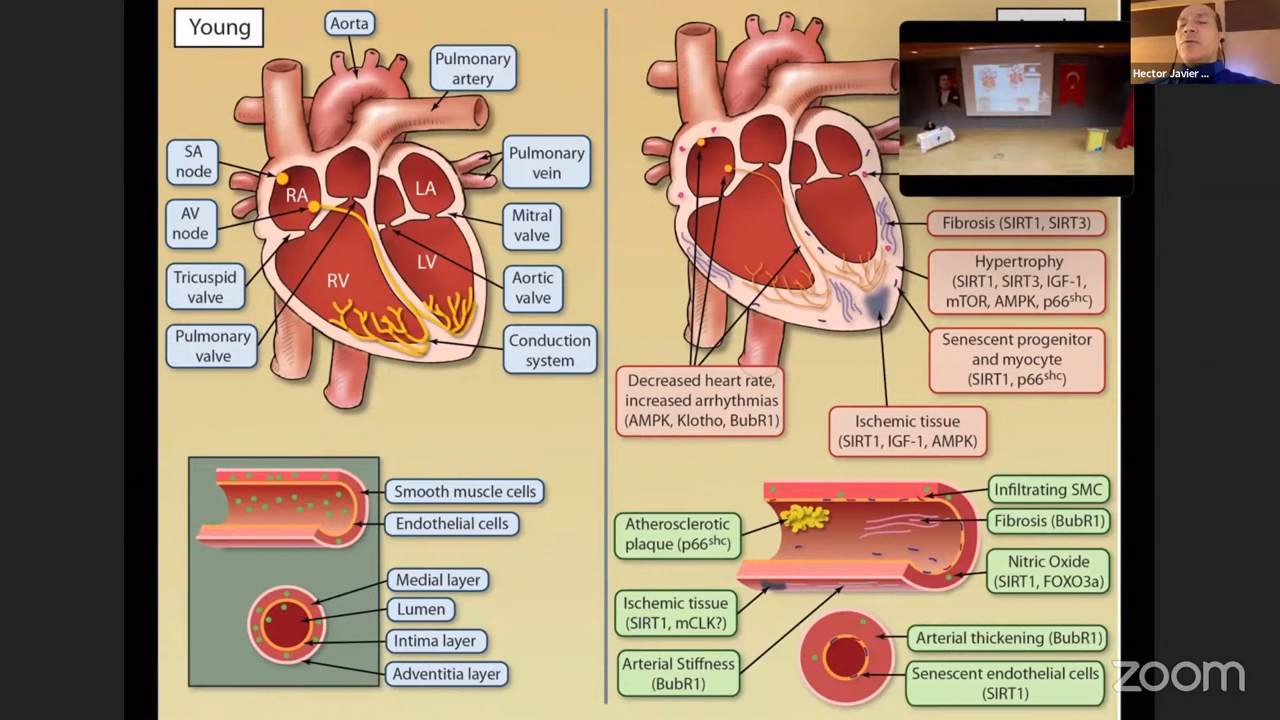 Young
Aorta
Pulmonary
artery
SA
node
RA
LA
Pulmonary
vein
AV
node
Mitral
valve
Tricuspid
valve
RV
LV
Aortic
valve
Pulmonary
valve
Conduction
system
Smooth muscle cells
Endothelial cells
Medial layer
Lumen
Intima layer
Adventitia layer
Hector Javier ...
Fibrosis (SIRT1, SIRT3)
Hypertrophy
(SIRT1, SIRT3, IGF-1,
mTOR, AMPK, p66shc)
Senescent progenitor
and myocyte
(SIRT1, p66shc)
Decreased heart rate,
increased arrhythmias
(AMPK, Klotho, BubR1)
Ischemic tissue
(SIRT1, IGF-1, AMPK)
Infiltrating SMC
Atherosclerotic
plaque (p66shc)
Fibrosis (BubR1)
Nitric Oxide
(SIRT1, FOXO3a)
Ischemic tissue
(SIRT1, mCLK?)
Arterial Stiffness
(BubR1)
Arterial thickening (BubR1)
Senescent endothelial cells
(SIRT1)
zoom